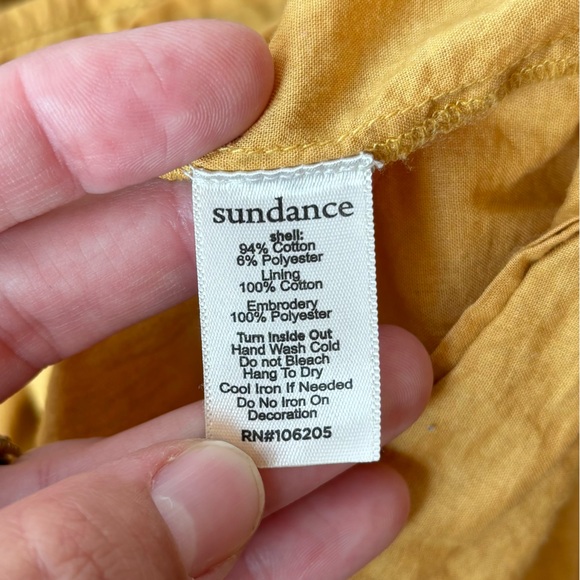 sundance
shell:
94% Cotton
6% Polyester
Lining
100% Cotton
Embrodery
100% Polyester
Turn Inside Out
Hand Wash Cold
Do not Bleach
Hang To Dry
Cool Iron If Needed
Do No Iron On
Decoration
RN#106205